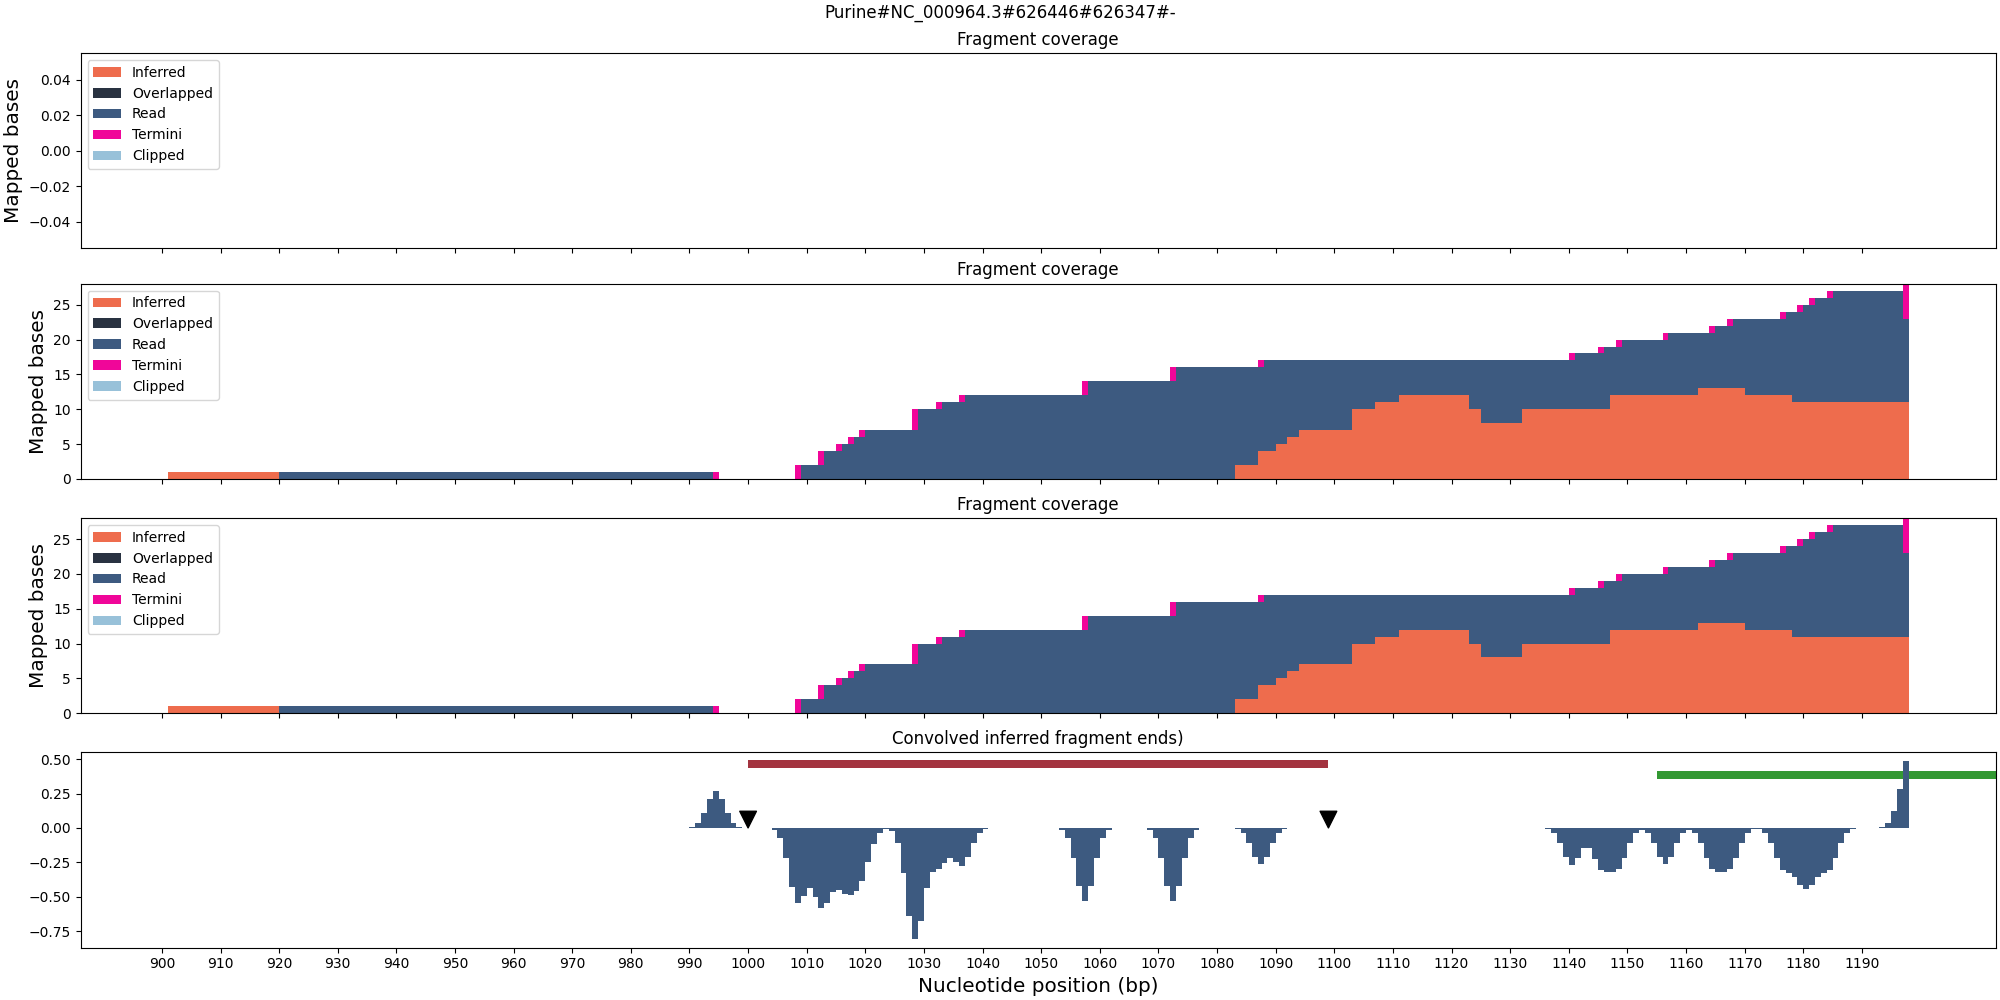 Purine#NC_000964.3#626446#626347#-
Fragment coverage
Mapped bases
0.04
0.02
0.00
−0.02
−0.04
Inferred
Overlapped
Read
Termini
Clipped
Fragment coverage
Mapped bases
25
20
15
10
5
0
Inferred
Overlapped
Read
Termini
Clipped
Fragment coverage
Mapped bases
25
20
15
10
5
0
Inferred
Overlapped
Read
Termini
Clipped
Convolved inferred fragment ends)
0.50
0.25
0.00
−0.25
−0.50
−0.75
900 910 920 930 940 950 960 970 980 990 1000 1010 1020 1030 1040 1050 1060 1070 1080 1090 1100 1110 1120 1130 1140 1150 1160 1170 1180 1190
Nucleotide position (bp)